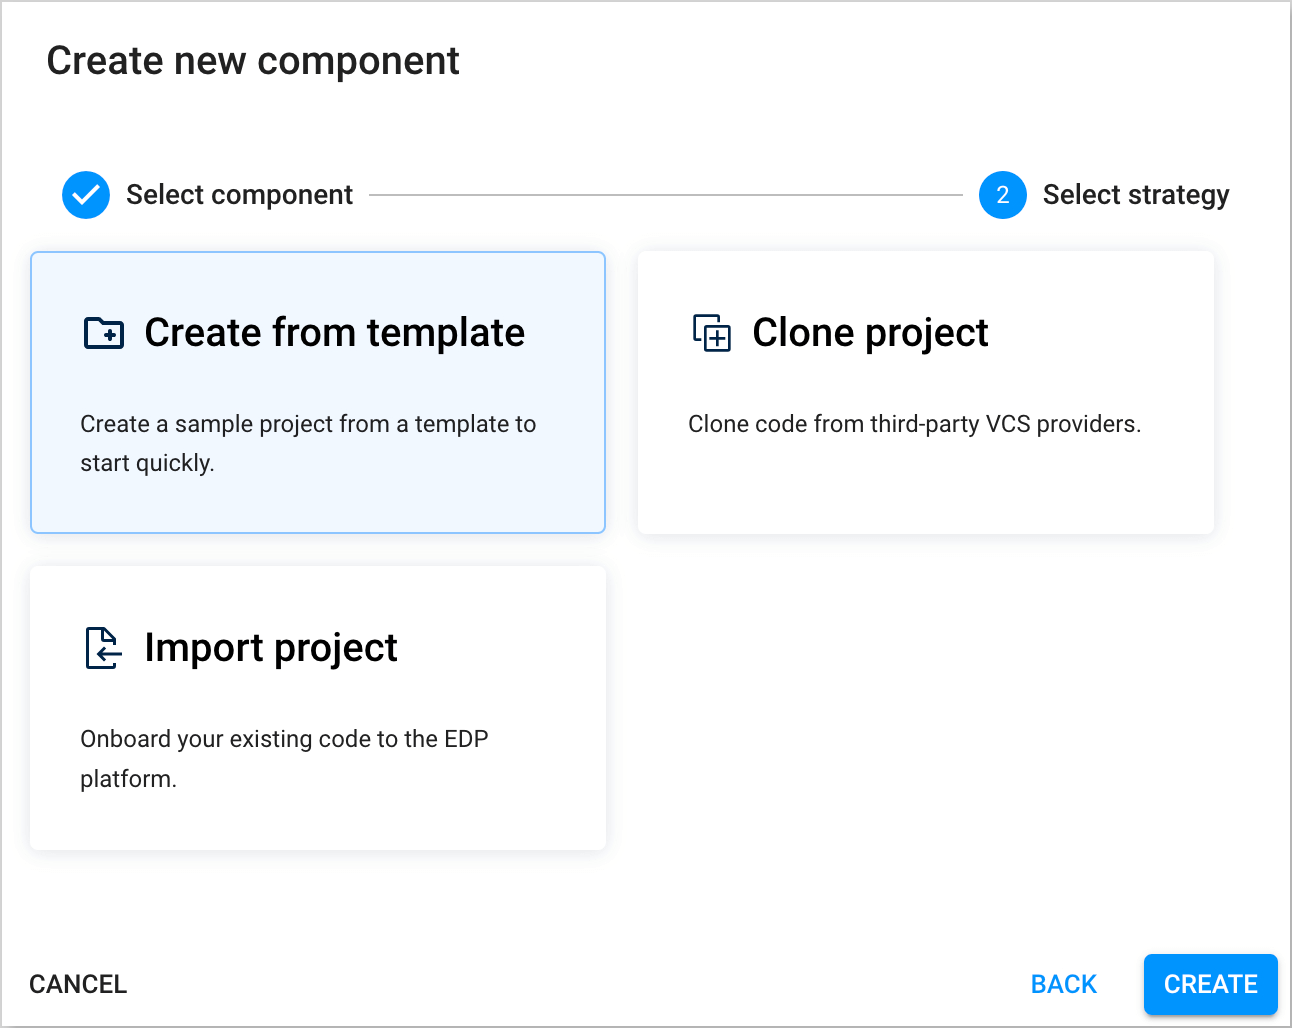 Create new component
Select component
2
Select strategy
Create from template
Create a sample project from a template to
start quickly.
Clone project
Clone code from third-party VCS providers.
Import project
Onboard your existing code to the EDP
platform.
CANCEL
BACK
CREATE